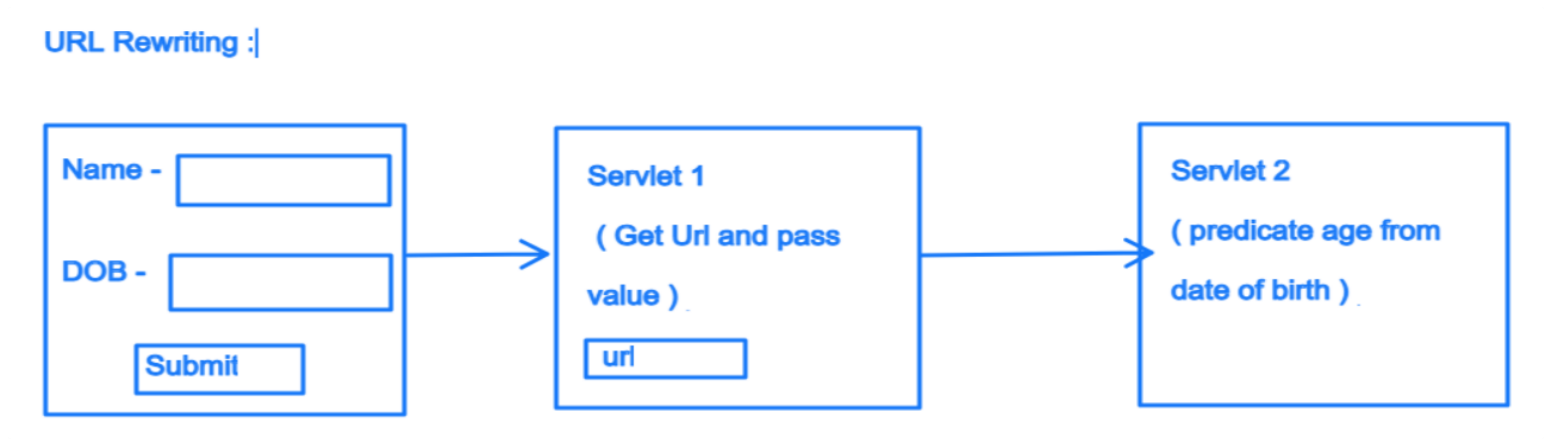 URL Rewriting :
Name -
DOB -
Submit
Servlet 1
( Get Url and pass
value )
url
Servlet 2
( predicate age from
date of birth )